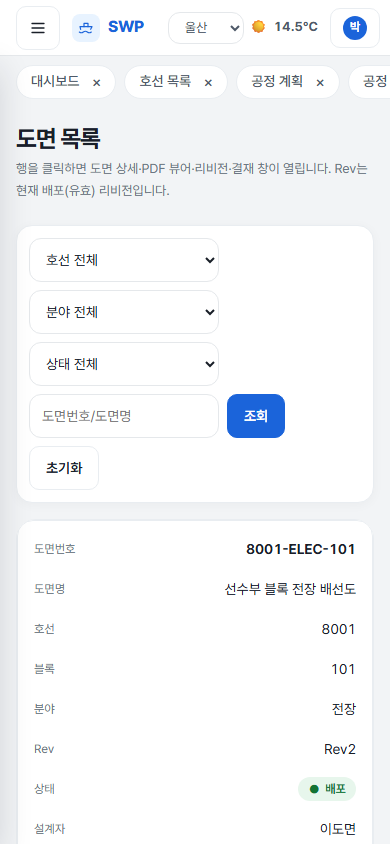 SWP 울산 14.5°C 박
대시보드 × 호선 목록 × 공정 계획 × 공정
도면 목록
행을 클릭하면 도면 상세·PDF 뷰어·리비전·결재 창이 열립니다. Rev는
현재 배포(유효) 리비전입니다.
호선 전체
분야 전체
상태 전체
도면번호/도면명 조회
초기화
도면번호 8001-ELEC-101
도면명 선수부 블록 전장 배선도
호선 8001
블록 101
분야 전장
Rev Rev2
상태 배포
설계자 이도면